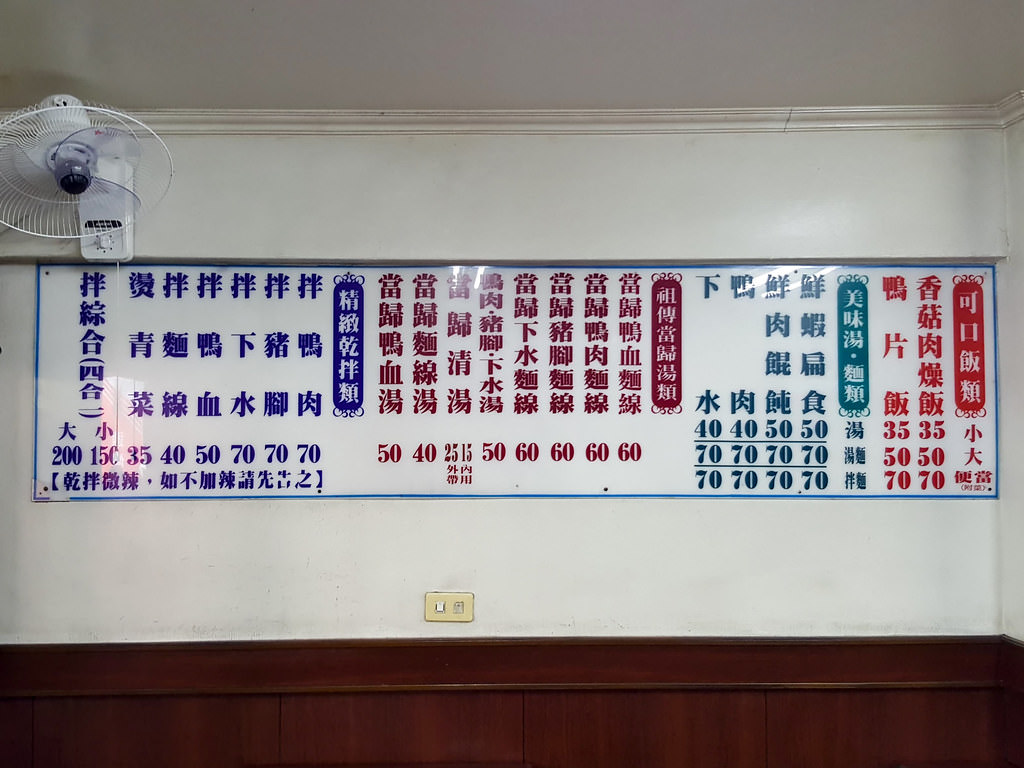 可口飯類
小
大
便當
(附菜)
香菇肉燥飯
35
50
70
鴨片飯
35
50
70
美味湯·麵類
湯
湯麵
拌麵
鮮蝦扁食
50
70
70
鮮肉餛飩
50
70
70
鴨肉
40
70
70
下水
40
70
70
祖傳當歸湯類
當歸鴨血麵線
60
當歸鴨肉麵線
60
當歸豬腳麵線
60
當歸下水麵線
60
鴨肉·豬腳·下水湯
50
當歸清湯
15 內用
25 外帶
當歸麵線湯
40
當歸鴨血湯
50
精緻乾拌類
拌鴨肉
70
拌豬腳
70
拌下水
70
拌鴨血
50
拌麵線
40
燙青菜
35
拌綜合(四合一)
小
150
大
200
【乾拌微辣，如不加辣請先告之】